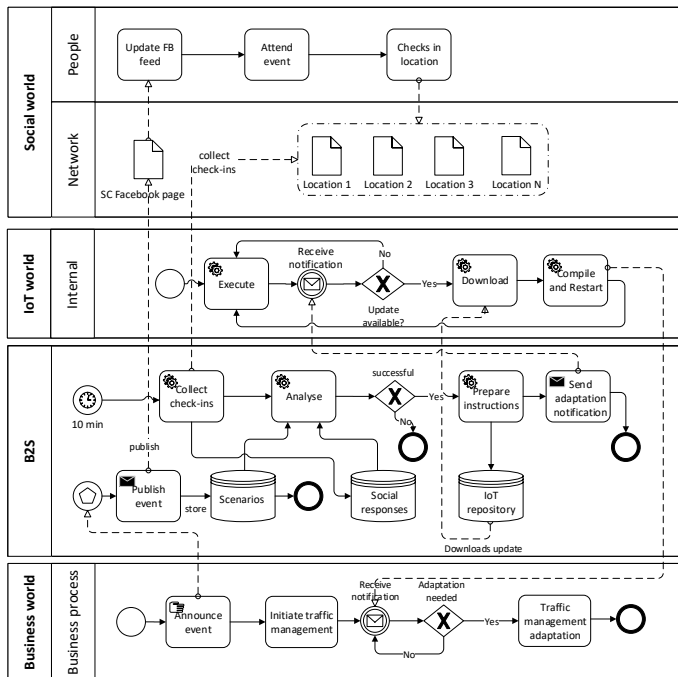 Social world
People
Update FB
feed
Attend
event
Checks in
location
Network
SC Facebook page
collect
check-ins
Location 1
Location 2
Location 3
Location N
IoT world
Internal
Execute
Receive
notification
No
Update
available?
Yes
Download
Compile
and Restart
B2S
10 min
Collect
check-ins
Analyse
successful
No
Yes
Prepare
instructions
Send
adaptation
notification
publish
Publish
event
store
Scenarios
Social
responses
IoT
repository
Downloads update
Business world
Business process
Announce
event
Initiate traffic
management
Receive
notification
Adaptation
needed
No
Yes
Traffic
management
adaptation